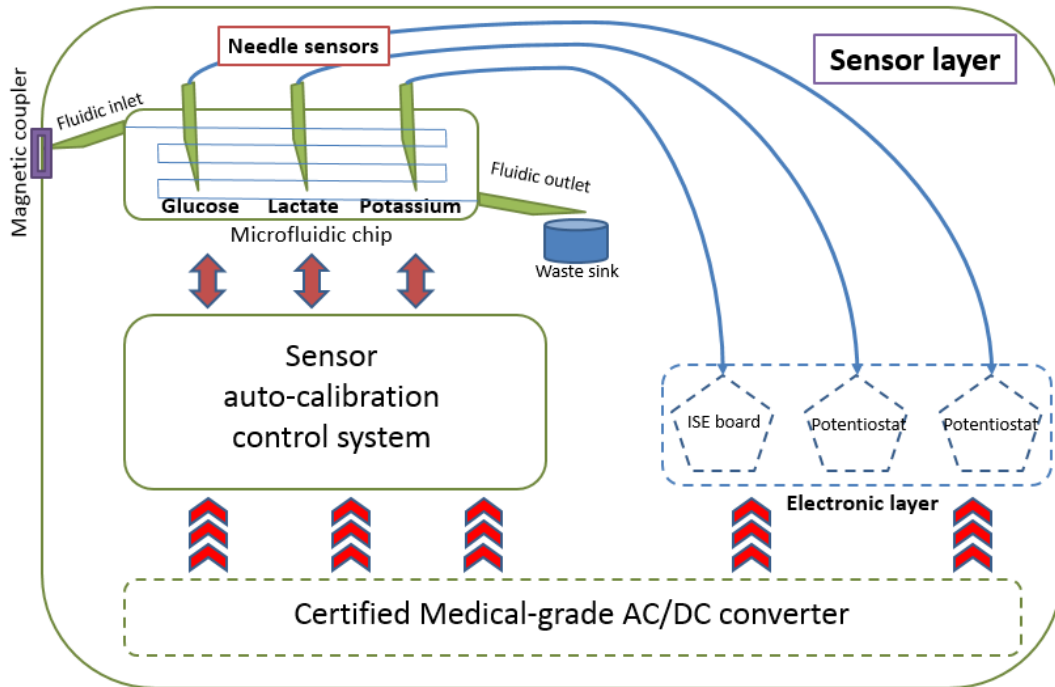 Needle sensors
Sensor layer
Magnetic coupler
Fluidic inlet
Fluidic outlet
Glucose
Lactate
Potassium
Microfluidic chip
Waste sink
Sensor
auto-calibration
control system
ISE board
Potentiostat
Potentiostat
Electronic layer
Certified Medical-grade AC/DC converter